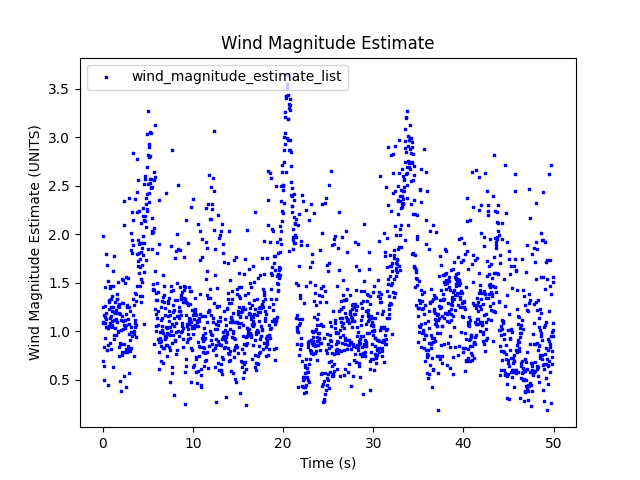 Wind Magnitude Estimate
wind_magnitude_estimate_list
Wind Magnitude Estimate (UNITS)
3.5
3.0
2.5
2.0
1.5
1.0
0.5
0 10 20 30 40 50
Time (s)